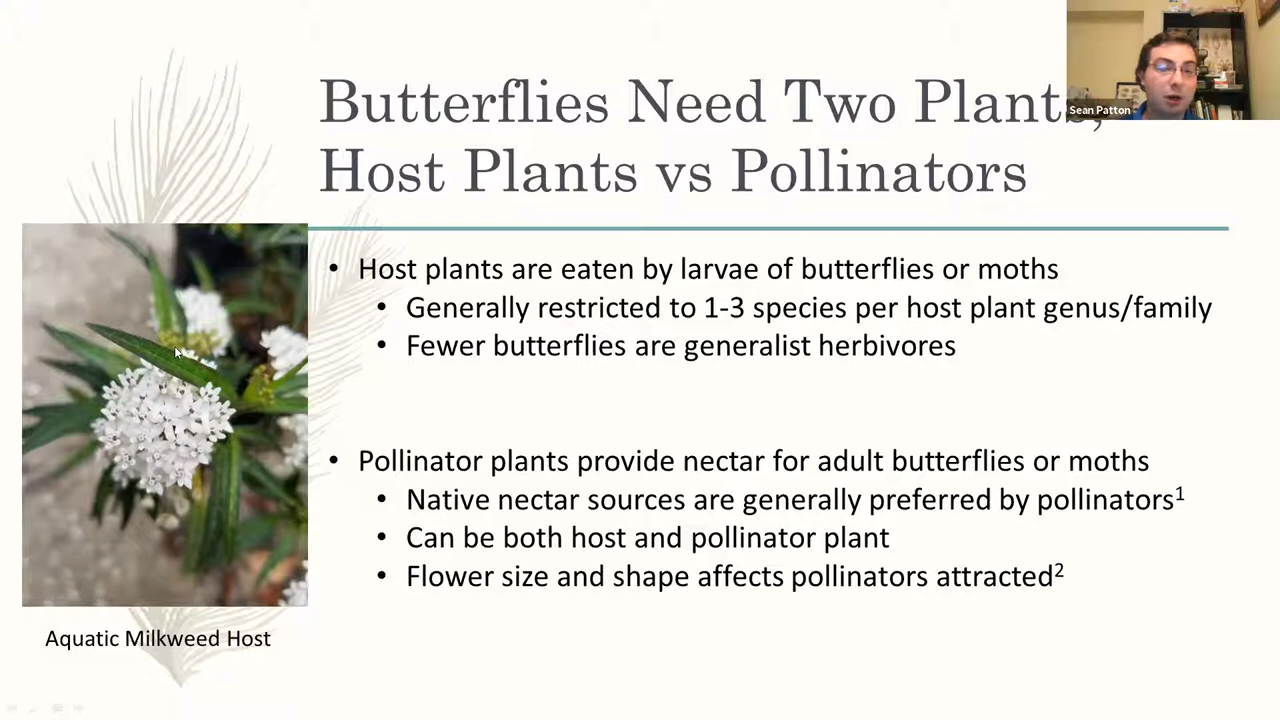 Butterflies Need Two Plants,
Host Plants vs Pollinators
Sean Patton
• Host plants are eaten by larvae of butterflies or moths
• Generally restricted to 1-3 species per host plant genus/family
• Fewer butterflies are generalist herbivores
• Pollinator plants provide nectar for adult butterflies or moths
• Native nectar sources are generally preferred by pollinators¹
• Can be both host and pollinator plant
• Flower size and shape affects pollinators attracted²
Aquatic Milkweed Host